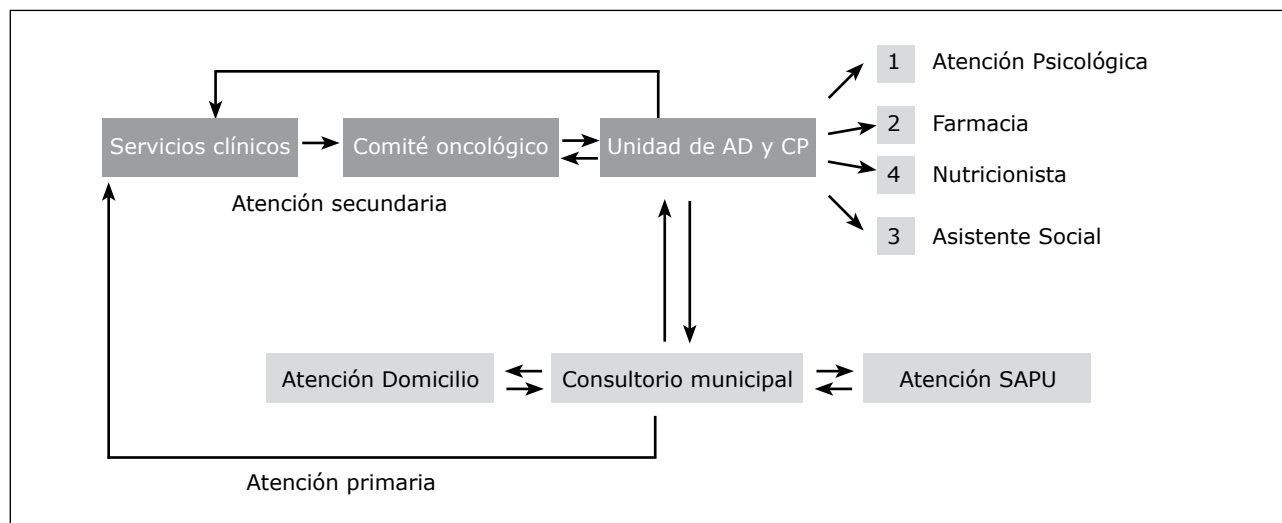 1 Atención Psicológica
2 Farmacia
Servicios clínicos Comité oncológico Unidad de AD y CP
4 Nutricionista
Atención secundaria
3 Asistente Social
Atención Domicilio Consultorio municipal Atención SAPU
Atención primaria